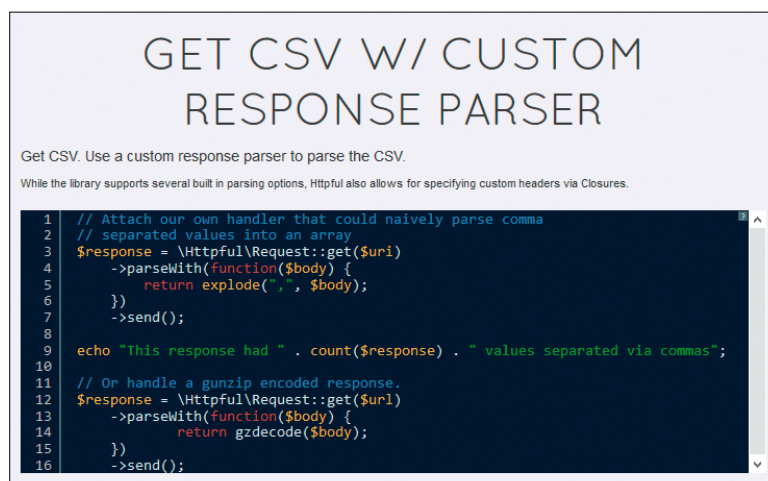 GET CSV W/ CUSTOM
RESPONSE PARSER
Get CSV. Use a custom response parser to parse the CSV.
While the library supports several built in parsing options, Httpful also allows for specifying custom headers via Closures.
?
1 // Attach our own handler that could naively parse comma
2 // separated values into an array
3 $response = \Httpful\Request::get($uri)
4     ->parseWith(function($body) {
5         return explode(",", $body);
6     })
7     ->send();
8
9 echo "This response had " . count($response) . " values separated via commas";
10
11 // Or handle a gunzip encoded response.
12 $response = \Httpful\Request::get($url)
13     ->parseWith(function($body) {
14             return gzdecode($body);
15     })
16     ->send();